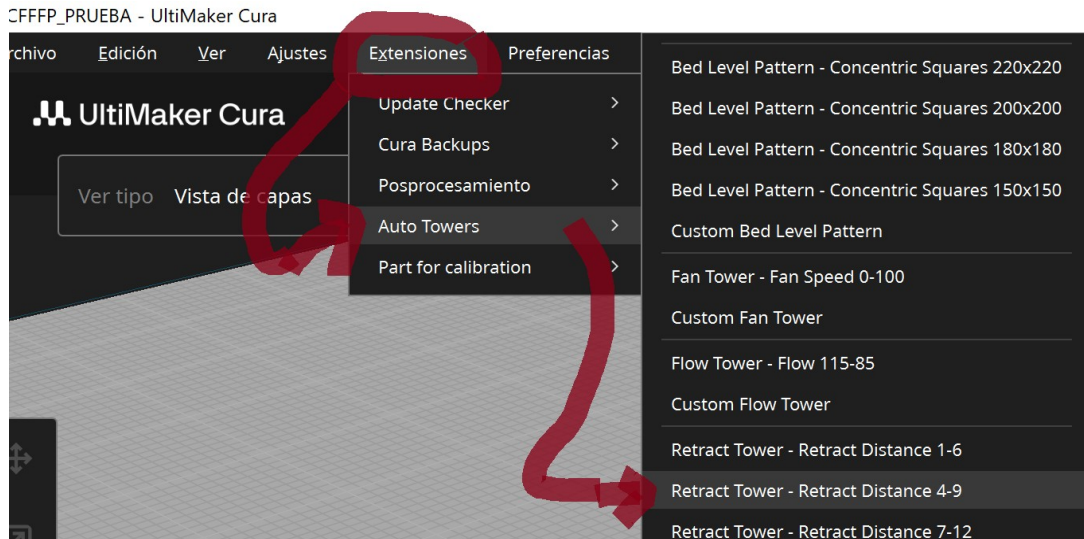 CFFFP_PRUEBA - UltiMaker Cura
rchivo Edición Ver Ajustes Extensiones Preferencias
UltiMaker Cura
Ver tipo Vista de capas
Update Checker
Cura Backups
Posprocesamiento
Auto Towers
Part for calibration
Bed Level Pattern - Concentric Squares 220x220
Bed Level Pattern - Concentric Squares 200x200
Bed Level Pattern - Concentric Squares 180x180
Bed Level Pattern - Concentric Squares 150x150
Custom Bed Level Pattern
Fan Tower - Fan Speed 0-100
Custom Fan Tower
Flow Tower - Flow 115-85
Custom Flow Tower
Retract Tower - Retract Distance 1-6
Retract Tower - Retract Distance 4-9
Retract Tower - Retract Distance 7-12